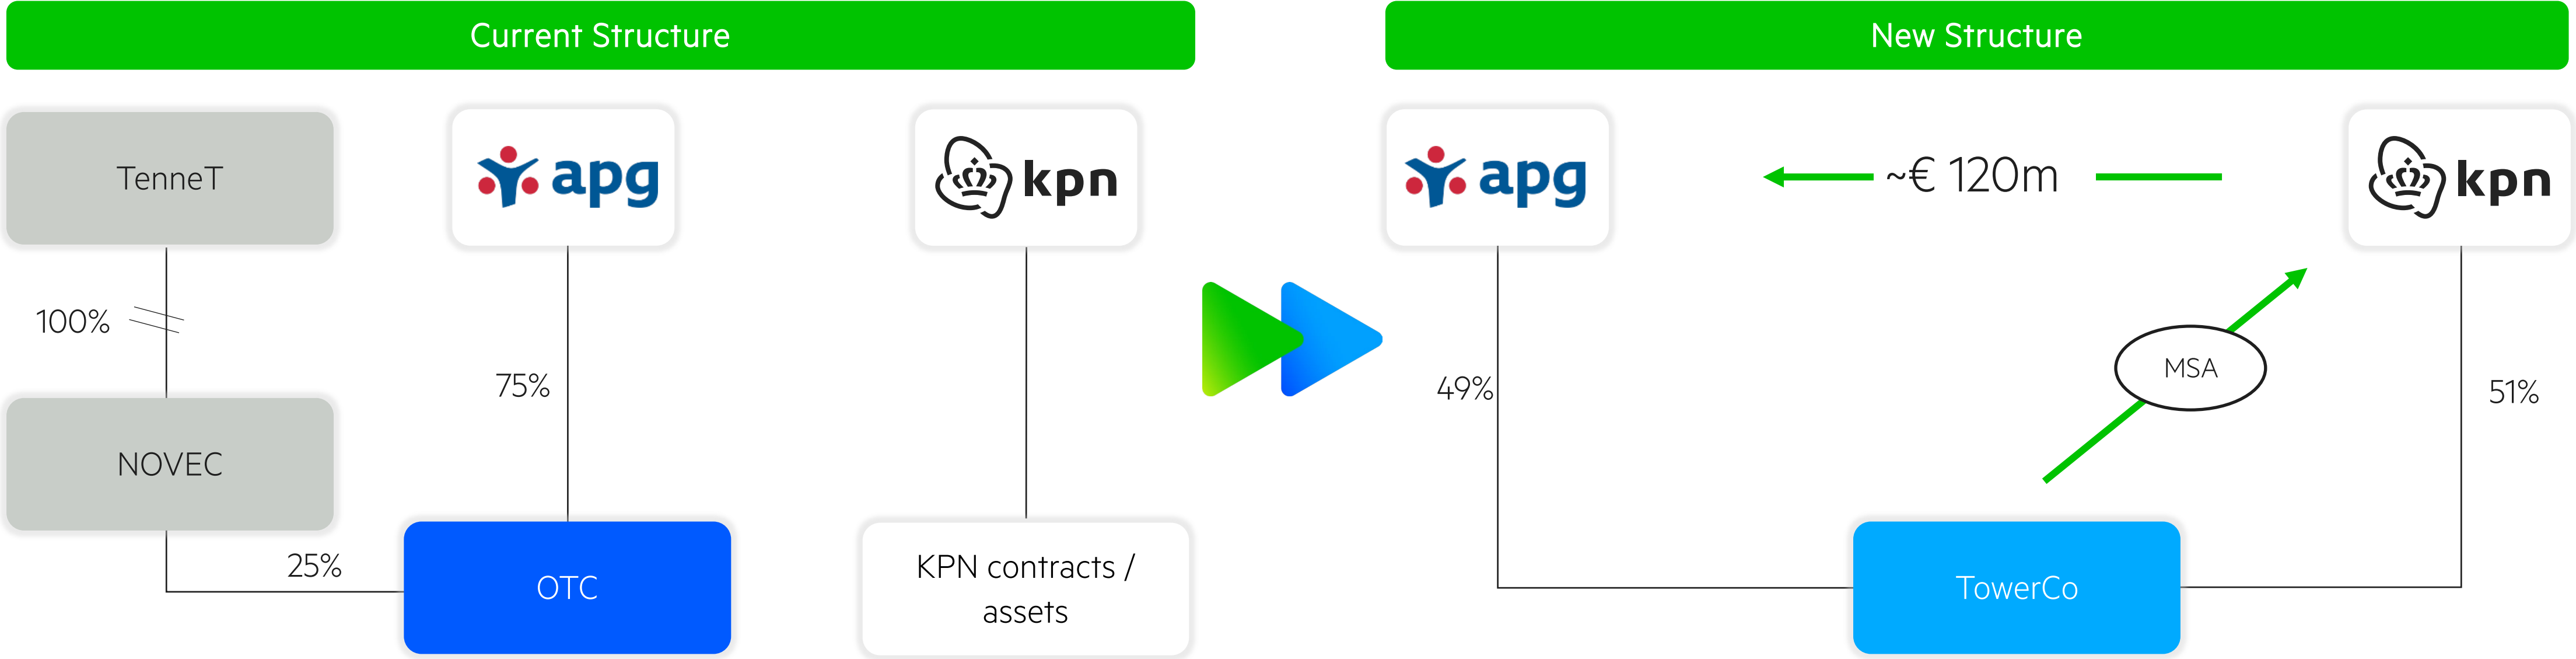 Current Structure
New Structure
TenneT
apg
kpn
apg
~€ 120m
kpn
100%
75%
49%
MSA
51%
NOVEC
25%
OTC
KPN contracts /
assets
TowerCo